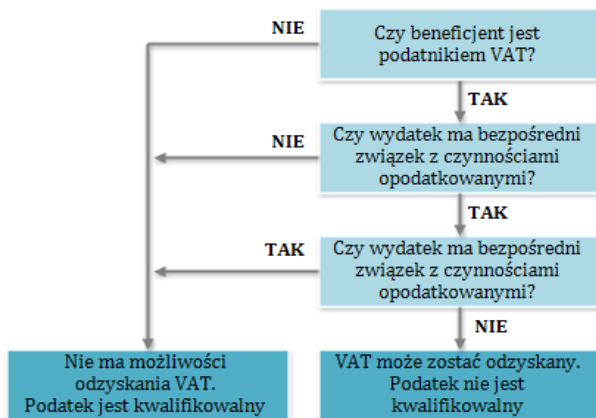 NIE
Czy beneficjent jest
podatnikiem VAT?
TAK
NIE
Czy wydatek ma bezpośredni
związek z czynnościami
opodatkowanymi?
TAK
TAK
Czy wydatek ma bezpośredni
związek z czynnościami
opodatkowanymi?
NIE
Nie ma możliwości
odzyskania VAT.
Podatek jest kwalifikowalny
VAT może zostać odzyskany.
Podatek nie jest
kwalifikowalny